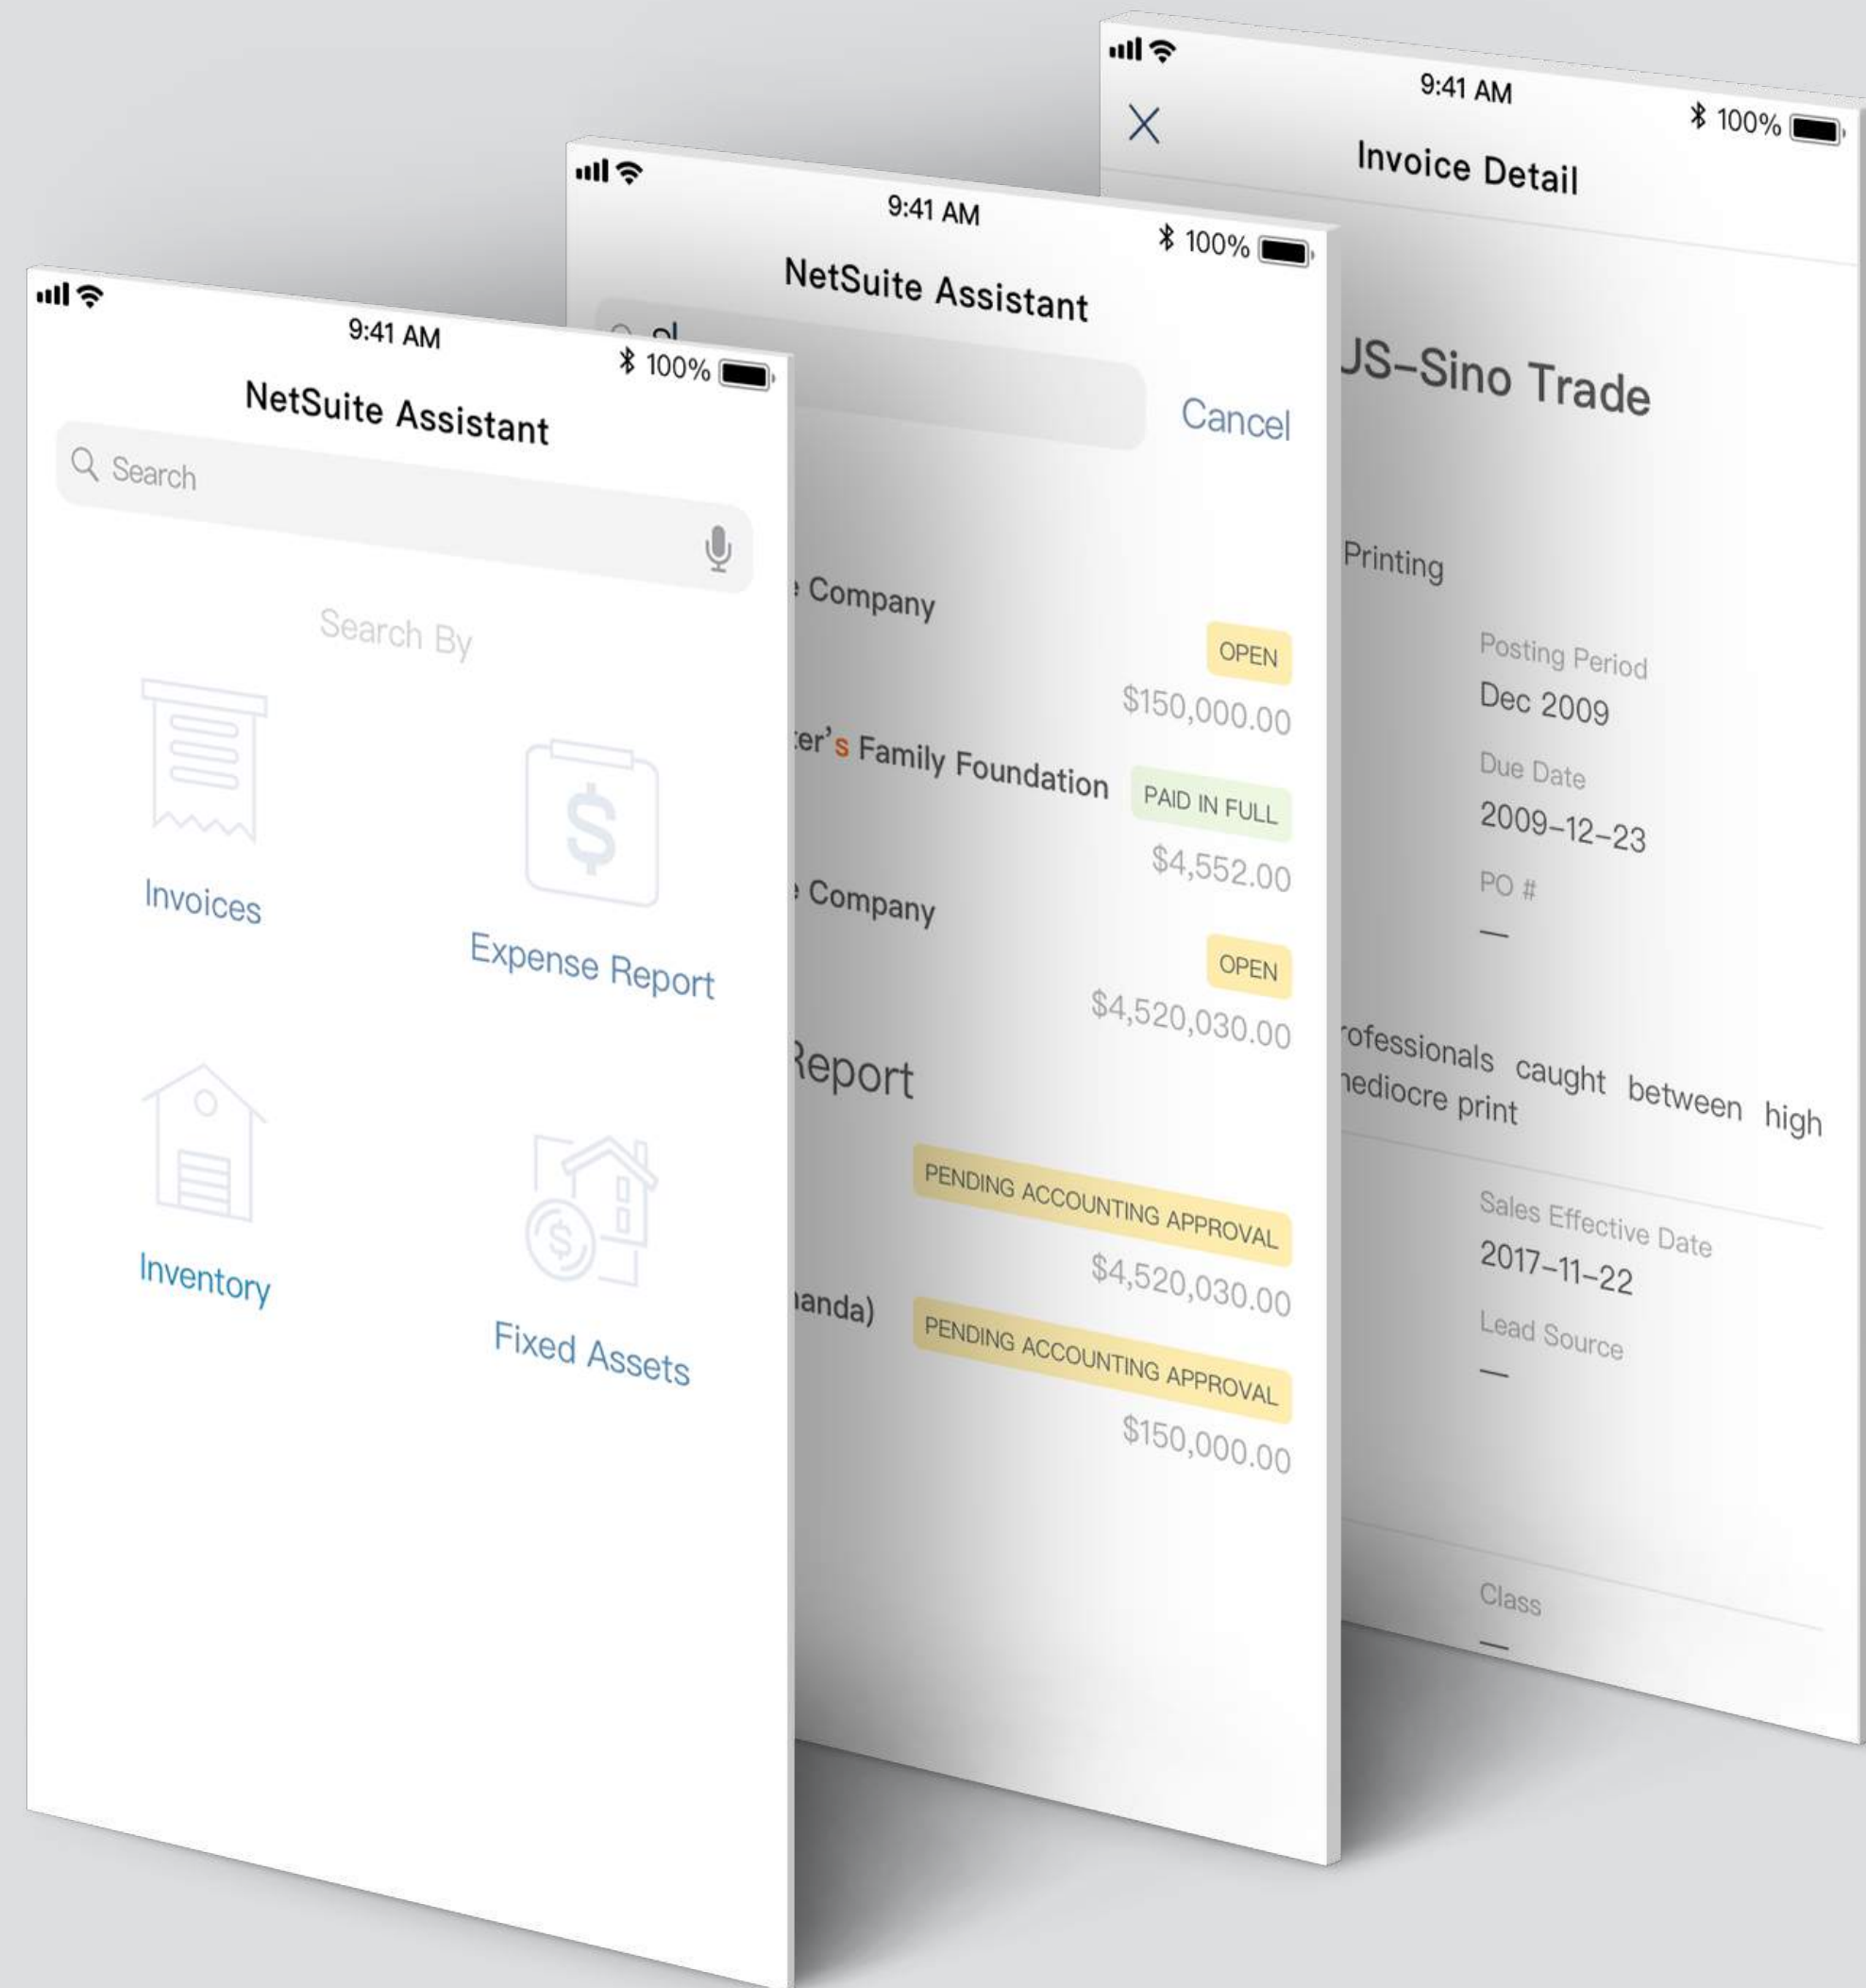 9:41 AM
100%
NetSuite Assistant
Search
Search By
Invoices
Expense Report
Inventory
Fixed Assets
9:41 AM
100%
NetSuite Assistant
Cancel
Company
OPEN
$150,000.00
er's Family Foundation
PAID IN FULL
$4,552.00
Company
OPEN
$4,520,030.00
Report
PENDING ACCOUNTING APPROVAL
$4,520,030.00
anda)
PENDING ACCOUNTING APPROVAL
$150,000.00
9:41 AM
100%
Invoice Detail
US-Sino Trade
Printing
Posting Period
Dec 2009
Due Date
2009-12-23
PO #
—
rofessionals caught between high
mediocre print
Sales Effective Date
2017-11-22
Lead Source
—
Class
—